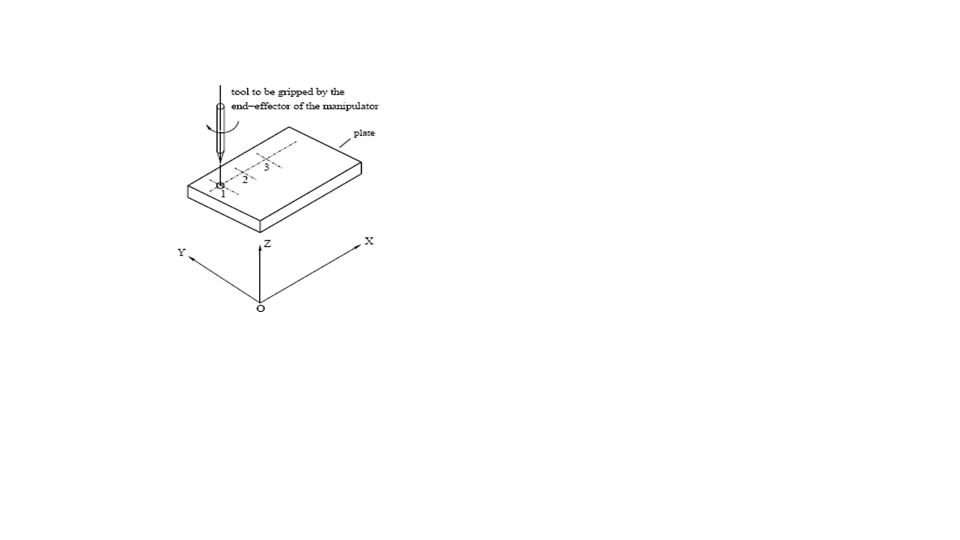 tool to be gripped by the
end-effector of the manipulator
plate
3
2
1
Z
X
Y
O